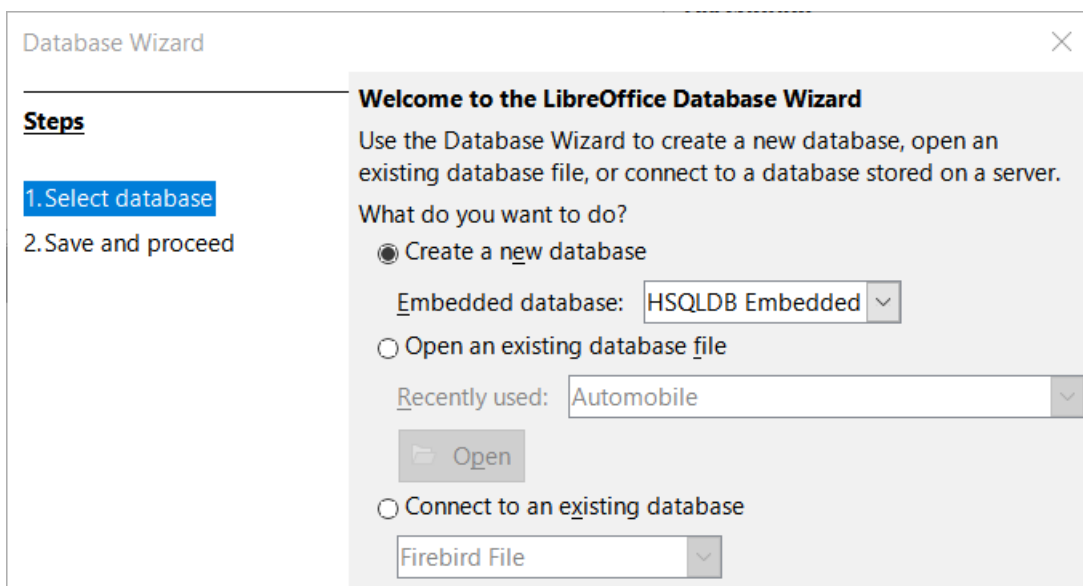 Database Wizard
Steps
1.Select database
2.Save and proceed
Welcome to the LibreOffice Database Wizard
Use the Database Wizard to create a new database, open an
existing database file, or connect to a database stored on a server.
What do you want to do?
Create a new database
Embedded database: HSQLDB Embedded
Open an existing database file
Recently used: Automobile
Open
Connect to an existing database
Firebird File